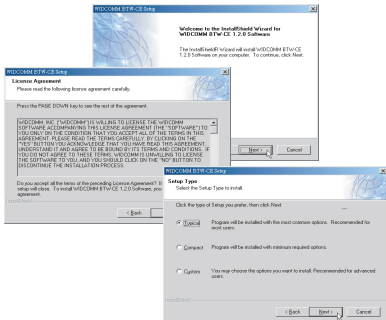 WIDCOMM BTW-CE Setup
Welcome to the InstallShield Wizard for
WIDCOMM BTW-CE 1.2.0 Software
The InstallShieldR Wizard will install WIDCOMM BTW-CE
1.2.0 Software on your computer. To continue, click Next.
Next >
Cancel
WIDCOMM BTW-CE Setup
License Agreement
Please read the following license agreement carefully.
Press the PAGE DOWN key to see the rest of the agreement.
WIDCOMM, INC. ("WIDCOMM") IS WILLING TO LICENSE THE WIDCOMM
SOFTWARE ACCOMPANYING THIS LICENSE AGREEMENT (THE "SOFTWARE") TO
YOU ONLY ON THE CONDITION THAT YOU ACCEPT ALL OF THE TERMS IN THIS
AGREEMENT. PLEASE READ THE TERMS CAREFULLY. BY CLICKING ON THE
"YES" BUTTON YOU ACKNOWLEDGE THAT YOU HAVE READ THIS AGREEMENT,
UNDERSTAND IT AND AGREE TO BE BOUND BY ITS TERMS AND CONDITIONS. IF
YOU DO NOT AGREE TO THESE TERMS, WIDCOMM IS UNWILLING TO LICENSE
THE SOFTWARE TO YOU, AND YOU SHOULD CLICK ON THE "NO" BUTTON TO
DISCONTINUE THE INSTALLATION PROCESS.
Do you accept all the terms of the preceding License Agreement? If
setup will close. To install WIDCOMM BTW-CE 1.2.0 Software, you
agreement.
InstallShield
< Back
WIDCOMM BTW-CE Setup
Setup Type
Select the Setup Type to install.
Click the type of Setup you prefer, then click Next.
Typical Program will be installed with the most common options. Recommended for
most users.
Compact Program will be installed with minimum required options.
Custom You may choose the options you want to install. Recommended for advanced
users.
InstallShield
< Back
Next >
Cancel